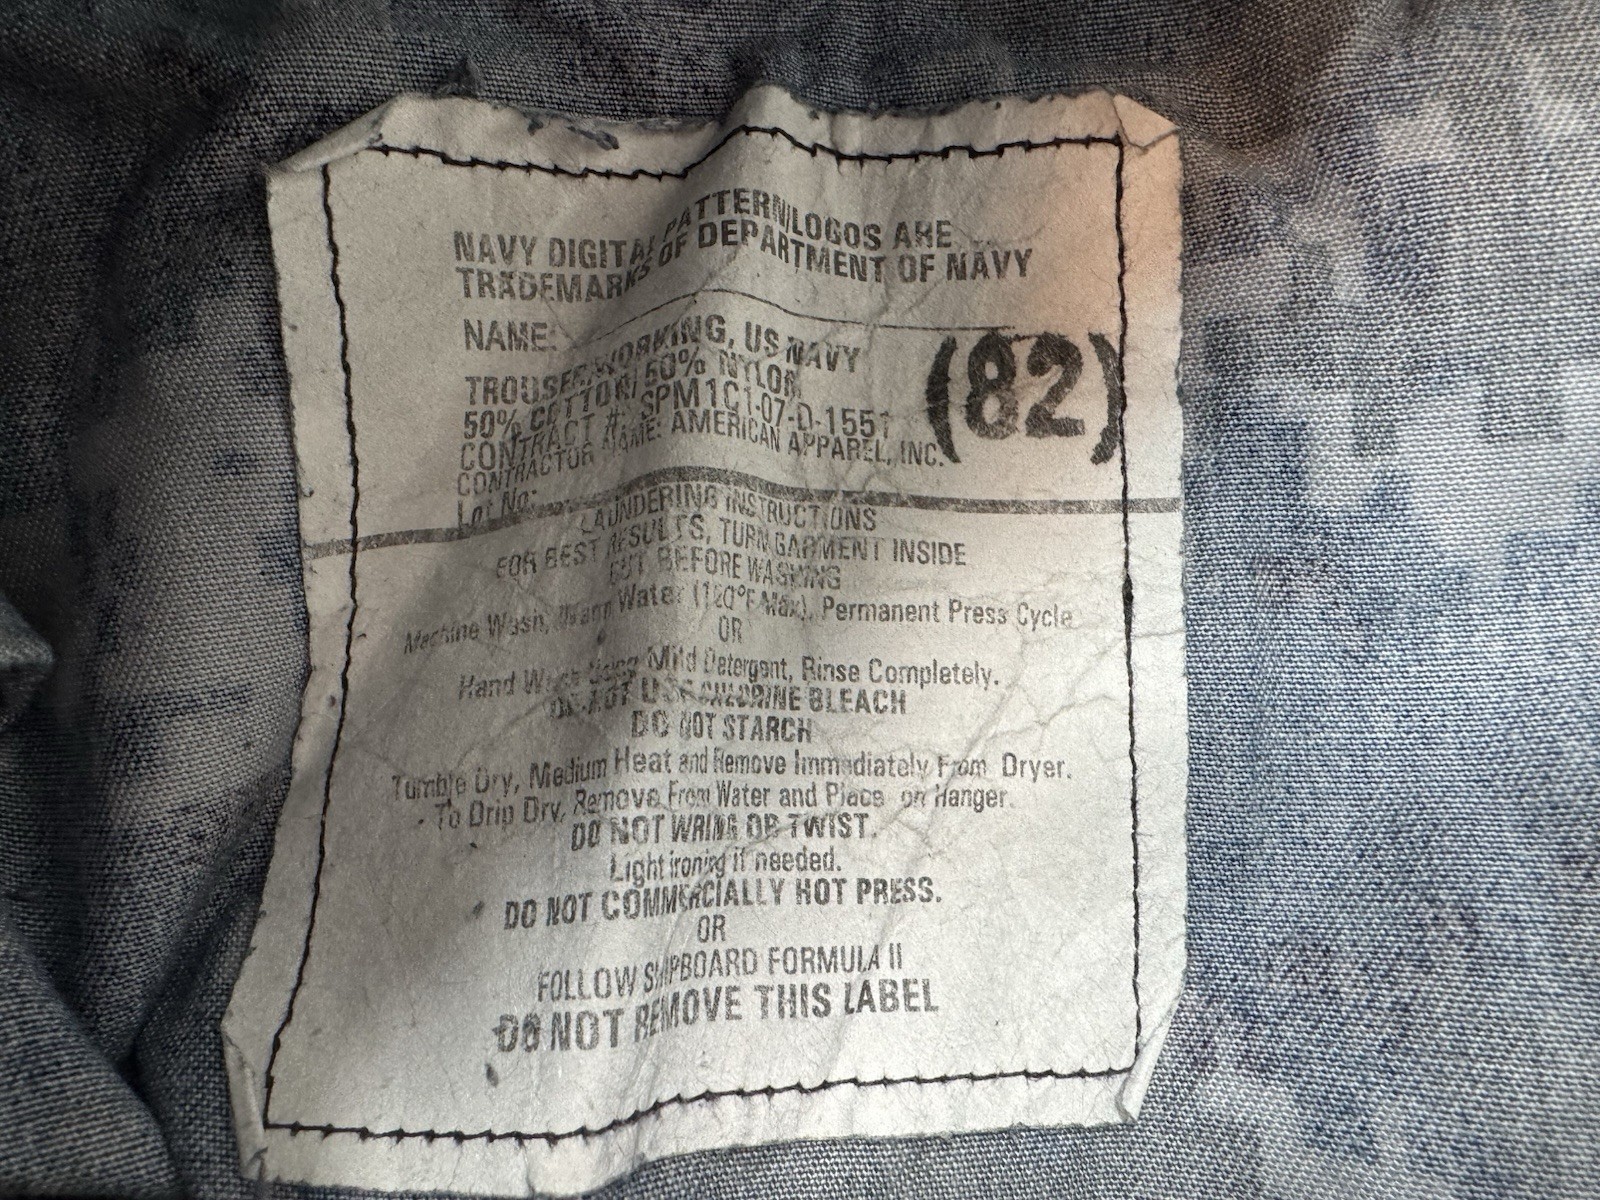 NAVY DIGITAL PATTERN/LOGOS ARE
TRADEMARKS OF DEPARTMENT OF NAVY
NAME:
TROUSER, WORKING, US NAVY
50% COTTON/50% NYLON
(82)
CONTRACT #: SPM1C1-07-D-1551
CONTRACTOR NAME: AMERICAN APPAREL, INC.
Lot No:
LAUNDERING INSTRUCTIONS
FOR BEST RESULTS, TURN GARMENT INSIDE
OUT BEFORE WASHING
Machine Wash, Warm Water (120°F Max), Permanent Press Cycle
OR
Hand Wash Using Mild Detergent, Rinse Completely.
DO NOT USE CHLORINE BLEACH
DO NOT STARCH
Tumble Dry, Medium Heat and Remove Immediately From Dryer.
To Drip Dry, Remove From Water and Place on Hanger.
DO NOT WRING OR TWIST.
Light ironing if needed.
DO NOT COMMERCIALLY HOT PRESS.
OR
FOLLOW SHIPBOARD FORMULA II
DO NOT REMOVE THIS LABEL